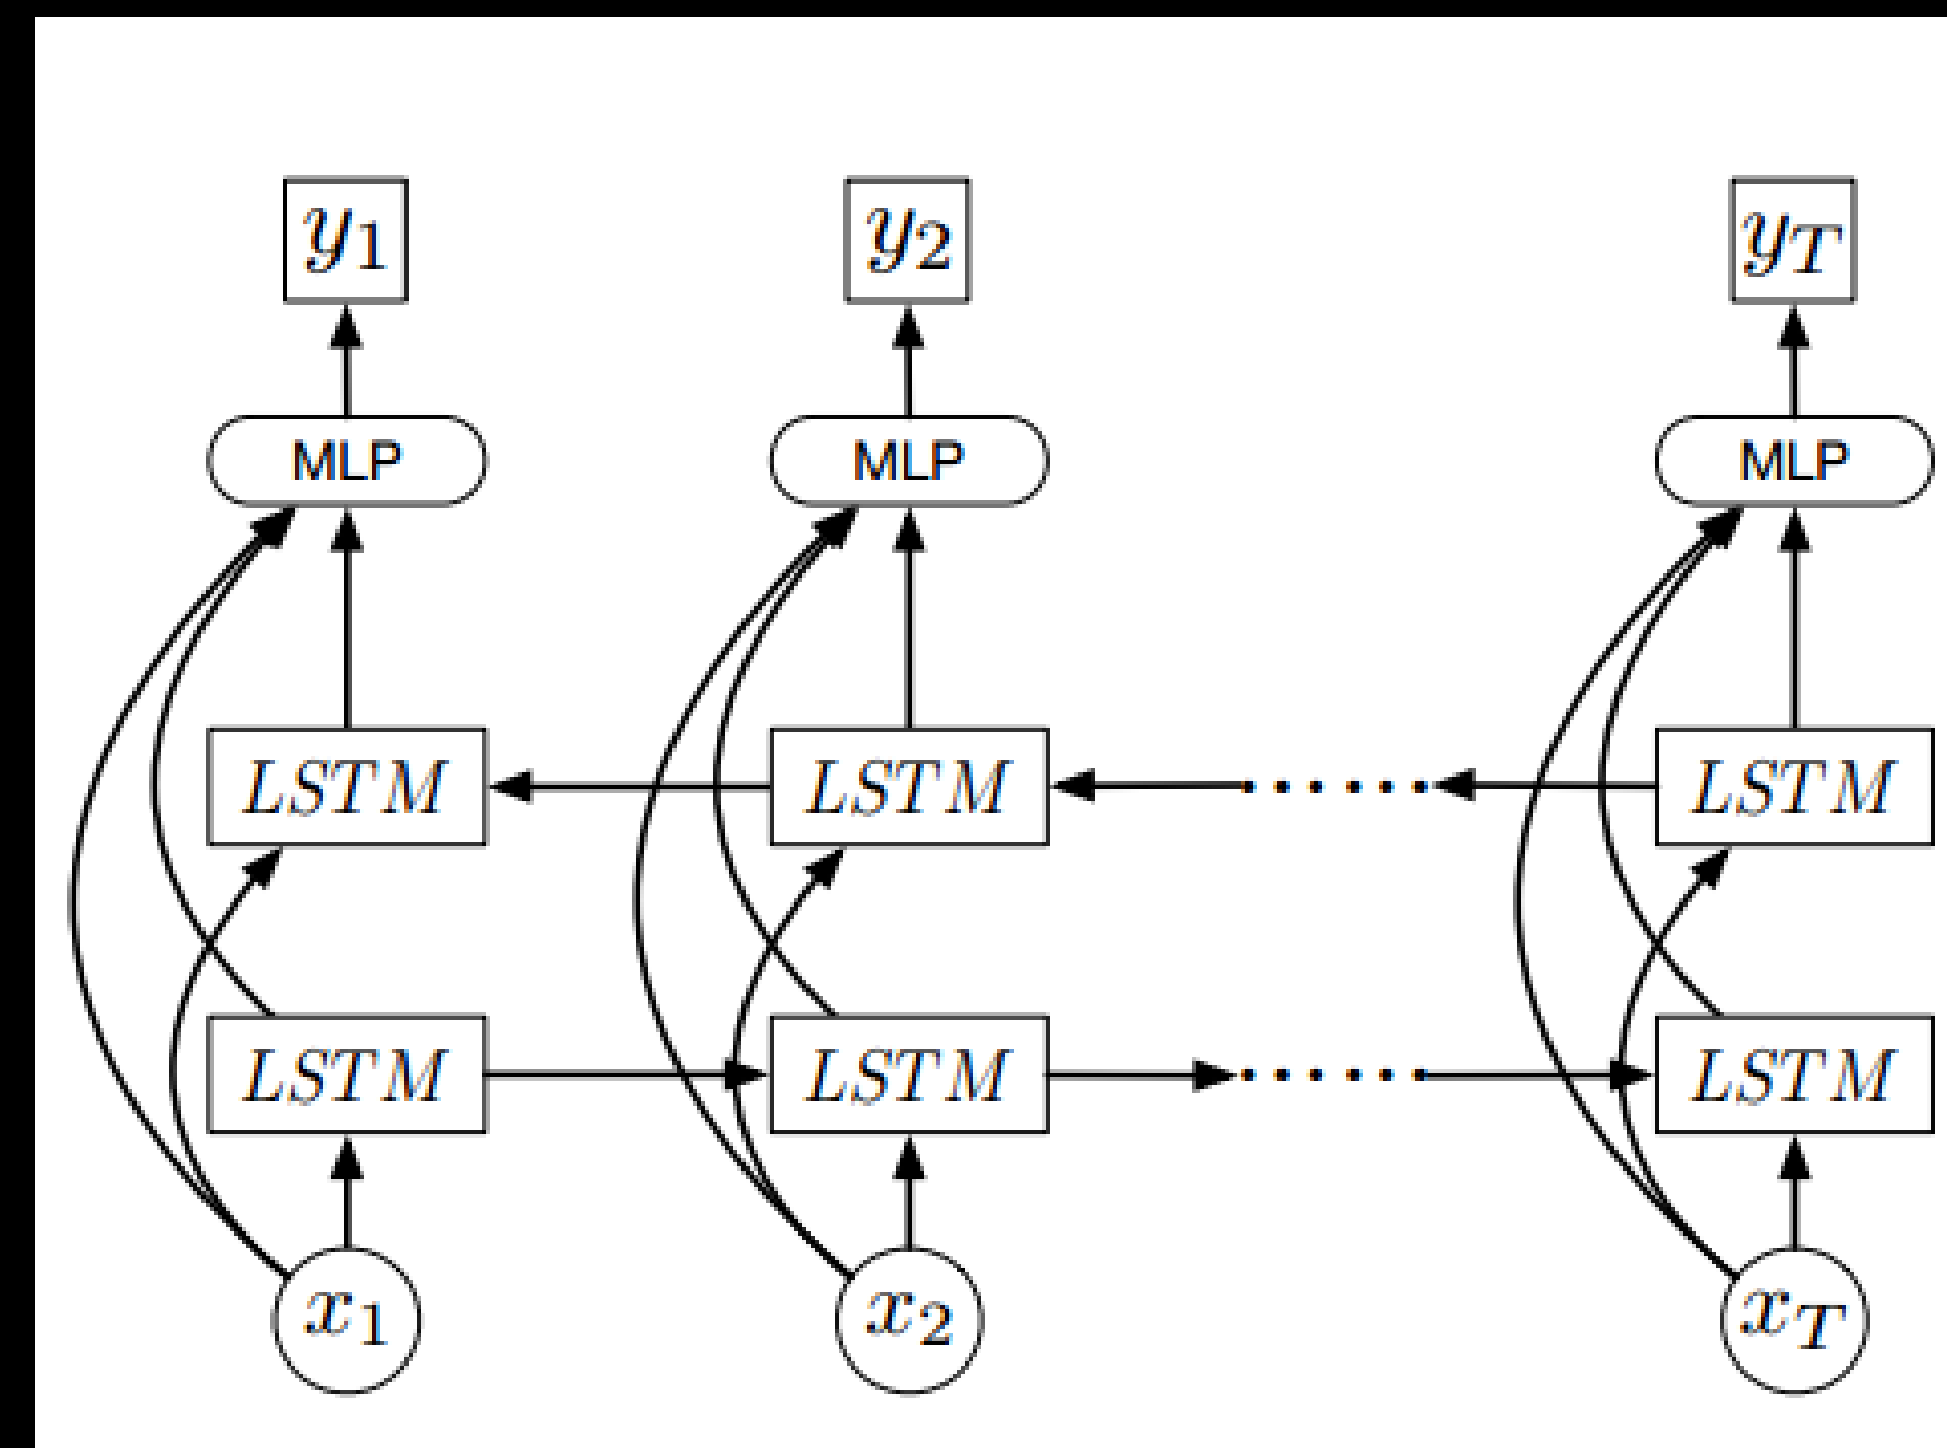 y1 y2 yT
MLP MLP MLP
LSTM LSTM ...... LSTM
LSTM LSTM ...... LSTM
x1 x2 xT